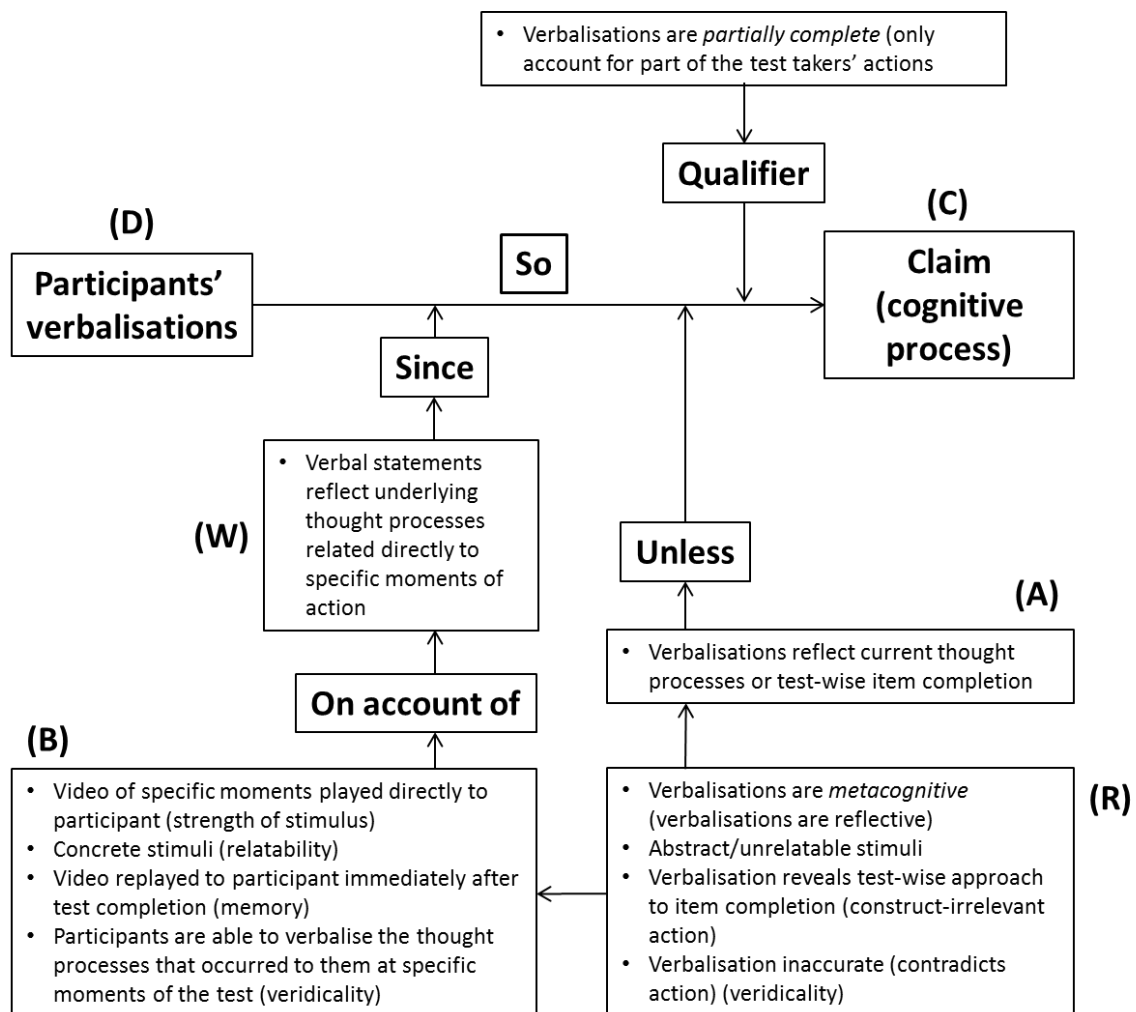 • Verbalisations are partially complete (only
account for part of the test takers' actions
Qualifier
(D)
(C)
So
Participants'
verbalisations
Claim
(cognitive
process)
Since
• Verbal statements
reflect underlying
thought processes
related directly to
specific moments of
action
(W)
Unless
(A)
• Verbalisations reflect current thought
processes or test-wise item completion
On account of
(B)
• Video of specific moments played directly to
participant (strength of stimulus)
• Concrete stimuli (relatability)
• Video replayed to participant immediately after
test completion (memory)
• Participants are able to verbalise the thought
processes that occurred to them at specific
moments of the test (veridicality)
• Verbalisations are metacognitive
(verbalisations are reflective)
• Abstract/unrelatable stimuli
• Verbalisation reveals test-wise approach
to item completion (construct-irrelevant
action)
• Verbalisation inaccurate (contradicts
action) (veridicality)
(R)